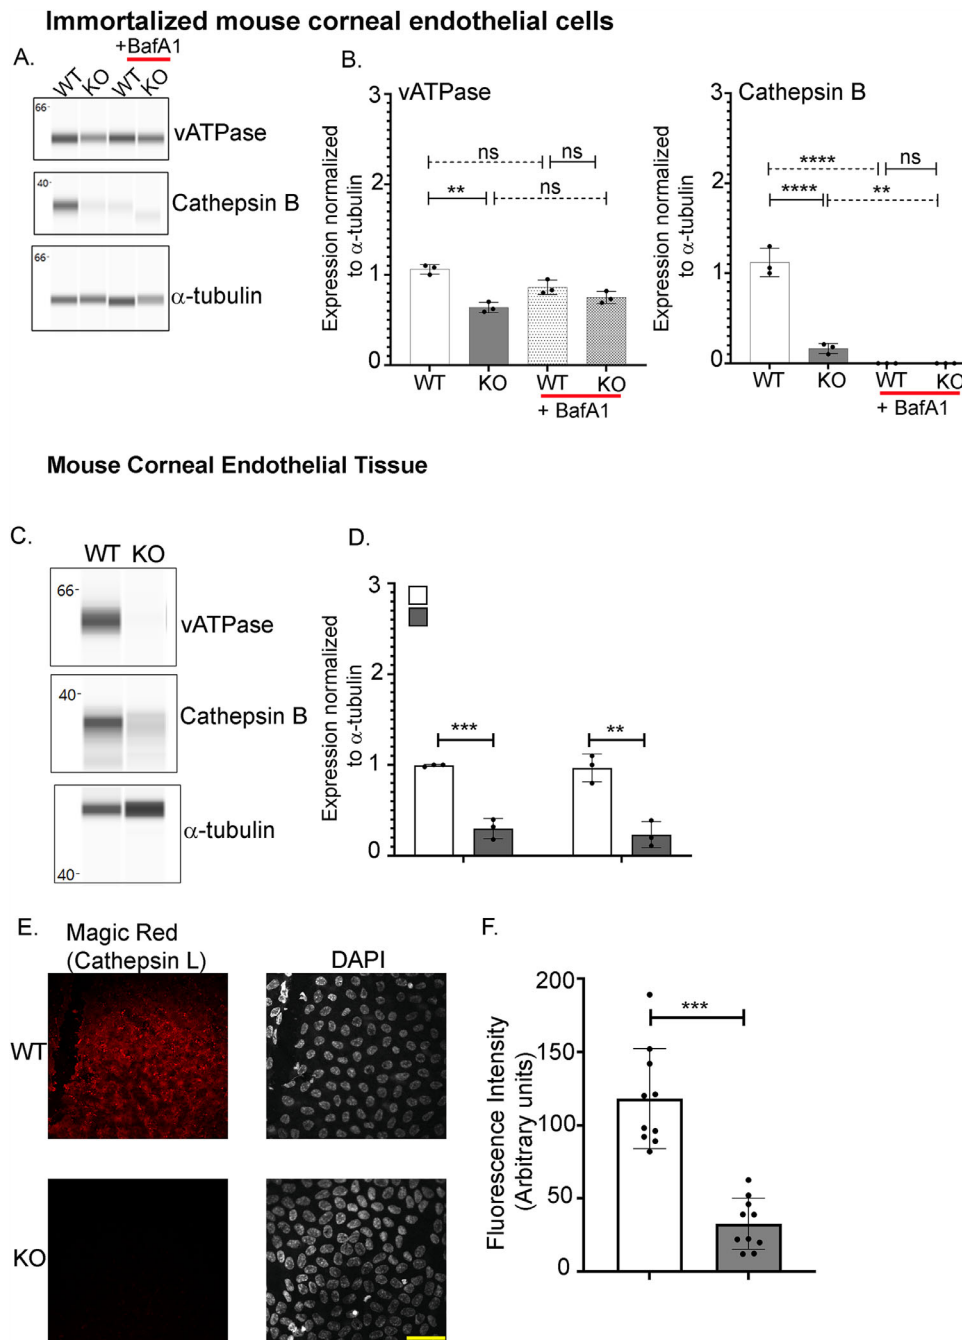 Immortalized mouse corneal endothelial cells
A.
+BafA1
WT KO WT KO
66-
vATPase
40-
Cathepsin B
66-
α-tubulin
B.
vATPase
Expression normalized
to α-tubulin
3
2
1
0
ns
ns
**
ns
WT KO WT KO
+ BafA1
Cathepsin B
Expression normalized
to α-tubulin
3
2
1
0
****
ns
****
**
WT KO WT KO
+ BafA1
Mouse Corneal Endothelial Tissue
C.
WT KO
66-
vATPase
40-
Cathepsin B
α-tubulin
40-
D.
Expression normalized
to α-tubulin
3
2
1
0
***
**
E.
Magic Red
(Cathepsin L)
DAPI
WT
KO
F.
Fluorescence Intensity
(Arbitrary units)
200
150
100
50
0
***